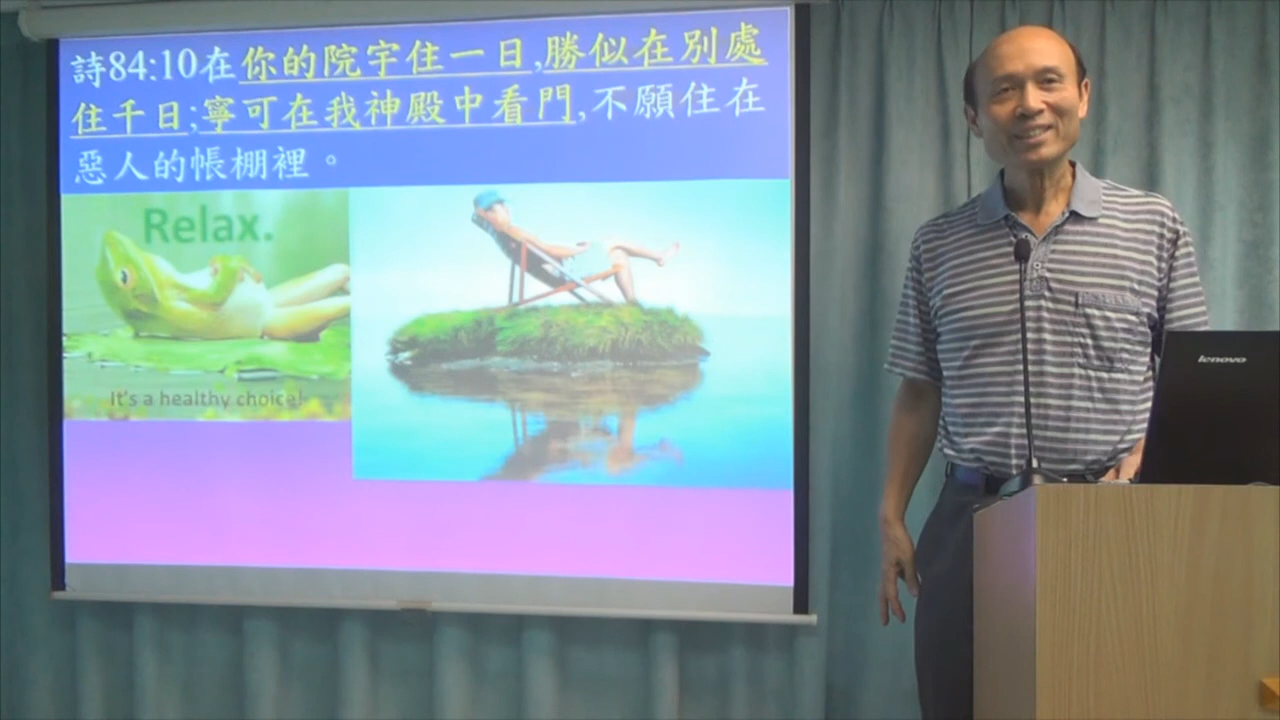 詩84:10在你的院宇住一日,勝似在別處
住千日;寧可在我神殿中看門,不願住在
惡人的帳棚裡。
Relax.
It's a healthy choice!
lenovo